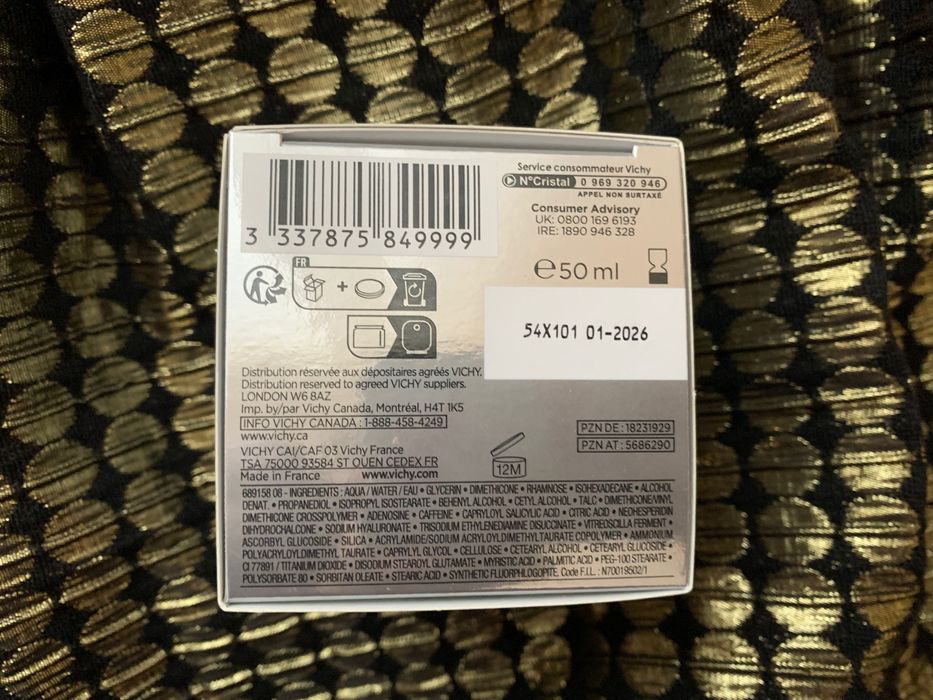 3 337875 849999
Service consommateur Vichy
N°Cristal 0 969 320 946
APPEL NON SURTAXÉ
Consumer Advisory
UK: 0800 169 6193
IRE: 1890 946 328
FR
+
℮50 ml
54X101 01-2026
Distribution réservée aux dépositaires agréés VICHY.
Distribution reserved to agreed VICHY suppliers.
LONDON W6 8AZ
Imp. by/par Vichy Canada, Montréal, H4T 1K5
INFO VICHY CANADA : 1-888-458-4249
www.vichy.ca
VICHY CAI/CAF 03 Vichy France
TSA 75000 93584 ST OUEN CEDEX FR
Made in France www.vichy.com
PZN DE : 18231929
PZN AT : 5686290
12M
689158 08 - INGREDIENTS : AQUA / WATER / EAU • GLYCERIN • DIMETHICONE • RHAMNOSE • ISOHEXADECANE • ALCOHOL
DENAT. • PROPANEDIOL • ISOPROPYL ISOSTEARATE • BEHENYL ALCOHOL • CETYL ALCOHOL • TALC • DIMETHICONE/VINYL
DIMETHICONE CROSSPOLYMER • ADENOSINE • CAFFEINE • CAPRYLOYL SALICYLIC ACID • CITRIC ACID • NEOHESPERIDIN
DIHYDROCHALCONE • SODIUM HYALURONATE • TRISODIUM ETHYLENEDIAMINE DISUCCINATE • VITREOSCILLA FERMENT •
ASCORBYL GLUCOSIDE • SILICA • ACRYLAMIDE/SODIUM ACRYLOYLDIMETHYLTAURATE COPOLYMER • AMMONIUM
POLYACRYLOYLDIMETHYL TAURATE • CAPRYLYL GLYCOL • CELLULOSE • CETEARYL ALCOHOL • CETEARYL GLUCOSIDE •
CI 77891 / TITANIUM DIOXIDE • DISODIUM STEAROYL GLUTAMATE • MYRISTIC ACID • PALMITIC ACID • PEG-100 STEARATE •
POLYSORBATE 80 • SORBITAN OLEATE • STEARIC ACID • SYNTHETIC FLUORPHLOGOPITE. Code F.I.L. : N70019502/1